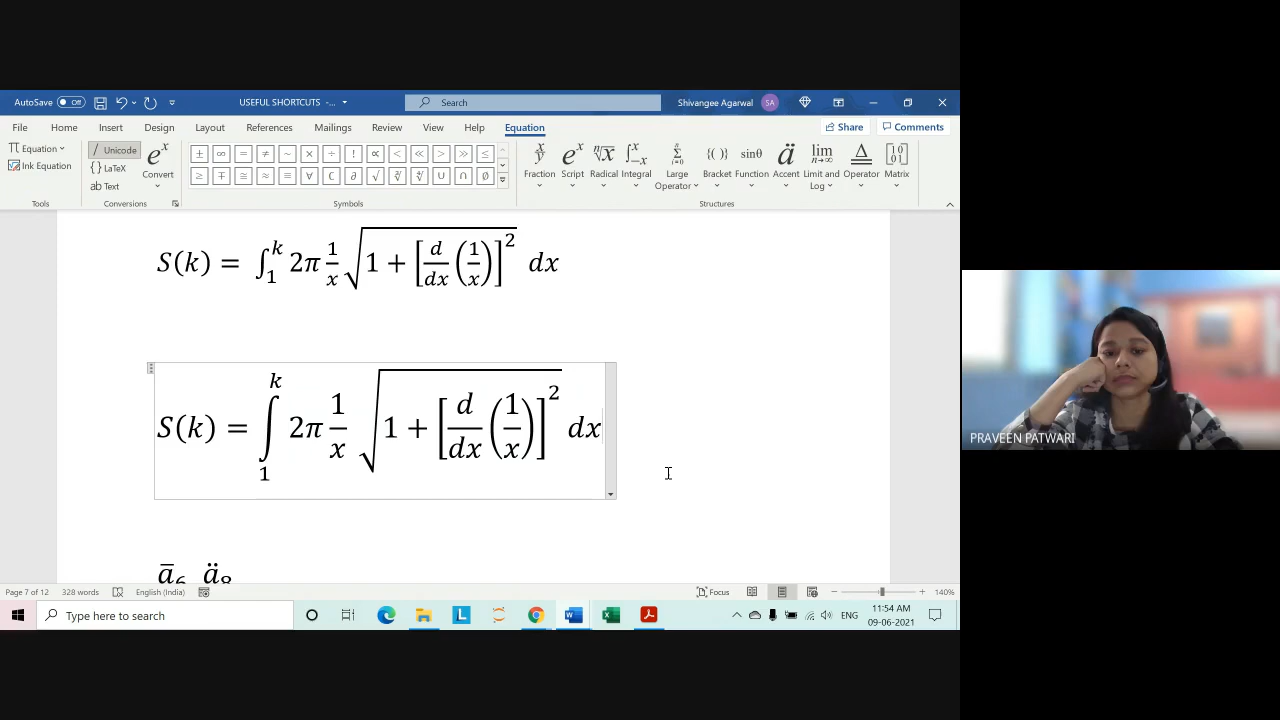 AutoSave Off USEFUL SHORTCUTS -... Search Shivangee Agarwal SA
File Home Insert Design Layout References Mailings Review View Help Equation Share Comments
Equation Unicode Convert
Ink Equation LaTeX
Text
± ∞ = ≠ ~ × ÷ ! ∝ < ≪ > ≫ ≤
≥ ∓ ≅ ≈ ≡ ∀ ∁ ∂ √ ∛ ∜ ∪ ∩ ∅
Fraction Script Radical Integral Large Operator Bracket Function Accent Limit and Log Operator Matrix
Tools Conversions Symbols Structures
S(k) = ∫₁ᵏ 2π 1/x √(1 + [d/dx (1/x)]²) dx
S(k) = ∫₁ᵏ 2π 1/x √(1 + [d/dx (1/x)]²) dx
PRAVEEN PATWARI
ā₆ ä₈
Page 7 of 12 328 words English (India) Focus 140%
Type here to search ENG 11:54 AM
09-06-2021